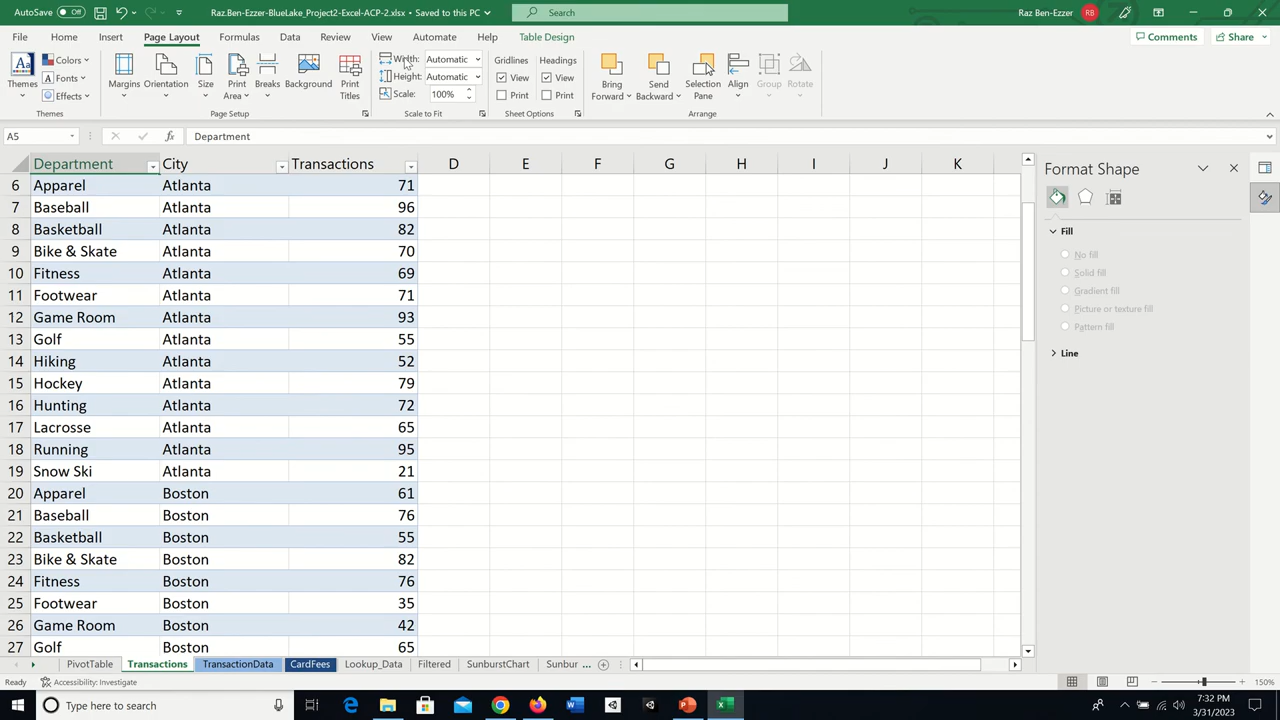 AutoSave Off Raz.Ben-Ezzer-BlueLake_Project2-Excel-ACP-2.xlsx • Saved to this PC Search Raz Ben-Ezzer RB
File Home Insert Page Layout Formulas Data Review View Automate Help Table Design Comments Share
Themes Colors Fonts Effects Margins Orientation Size Print Area Breaks Background Print Titles Width: Automatic Height: Automatic Scale: 100% Gridlines View Print Headings View Print Bring Forward Send Backward Selection Pane Align Group Rotate
Themes Page Setup Scale to Fit Sheet Options Arrange
A5 fx Department
Department City Transactions D E F G H I J K
6 Apparel Atlanta 71
7 Baseball Atlanta 96
8 Basketball Atlanta 82
9 Bike & Skate Atlanta 70
10 Fitness Atlanta 69
11 Footwear Atlanta 71
12 Game Room Atlanta 93
13 Golf Atlanta 55
14 Hiking Atlanta 52
15 Hockey Atlanta 79
16 Hunting Atlanta 72
17 Lacrosse Atlanta 65
18 Running Atlanta 95
19 Snow Ski Atlanta 21
20 Apparel Boston 61
21 Baseball Boston 76
22 Basketball Boston 55
23 Bike & Skate Boston 82
24 Fitness Boston 76
25 Footwear Boston 35
26 Game Room Boston 42
27 Golf Boston 65
Format Shape
Fill
No fill
Solid fill
Gradient fill
Picture or texture fill
Pattern fill
Line
PivotTable Transactions TransactionData CardFees Lookup_Data Filtered SunburstChart Sunbur ...
Accessibility: Investigate 150%
Type here to search
7:32 PM
3/31/2023